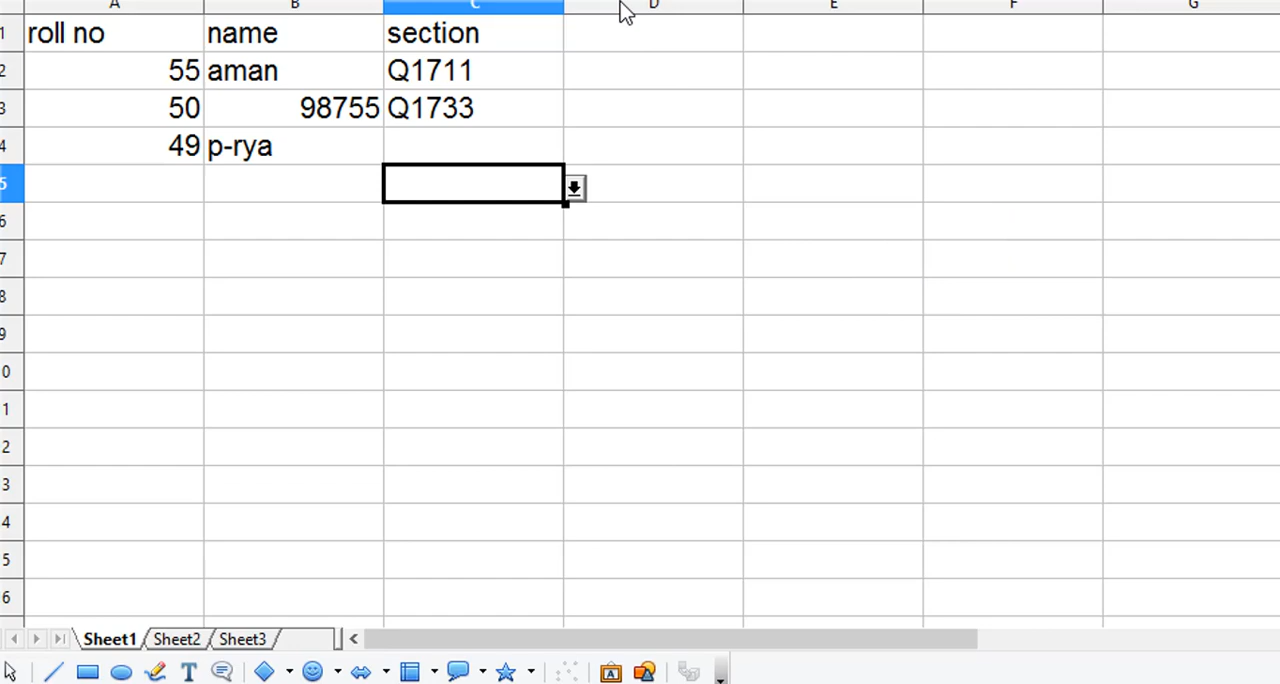 A B C D E F G
1 roll no name section
2 55 aman Q1711
3 50 98755 Q1733
4 49 p-rya
5
6
7
8
9
0
1
2
3
4
5
6
Sheet1 Sheet2 Sheet3